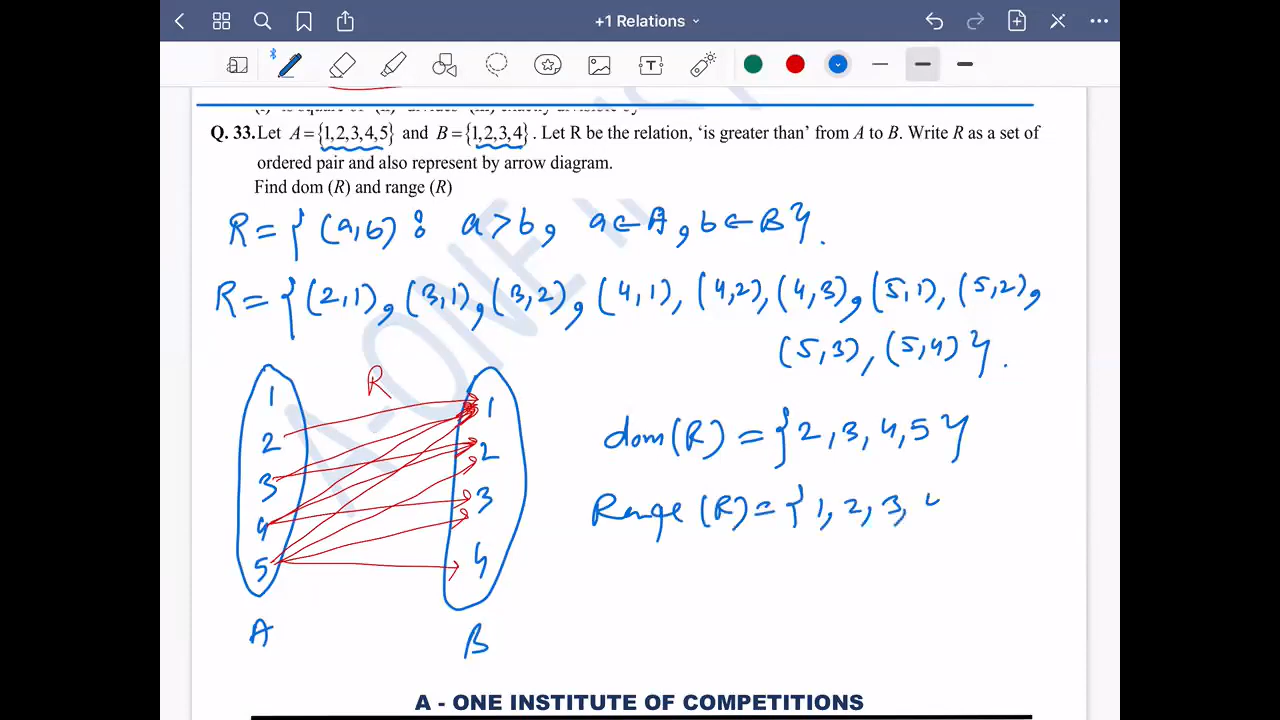 +1 Relations
Q. 33. Let A = {1,2,3,4,5} and B = {1,2,3,4}. Let R be the relation, ‘is greater than’ from A to B. Write R as a set of
ordered pair and also represent by arrow diagram.
Find dom (R) and range (R)
R = { (a,b) : a > b, a ∈ A, b ∈ B }.
R = { (2,1), (3,1), (3,2), (4,1), (4,2), (4,3), (5,1), (5,2),
(5,3), (5,4) }.
R
1 1
2 2
3 3
4
5 4
A B
dom(R) = { 2, 3, 4, 5 }
Range (R) = { 1, 2, 3,
A - ONE INSTITUTE OF COMPETITIONS